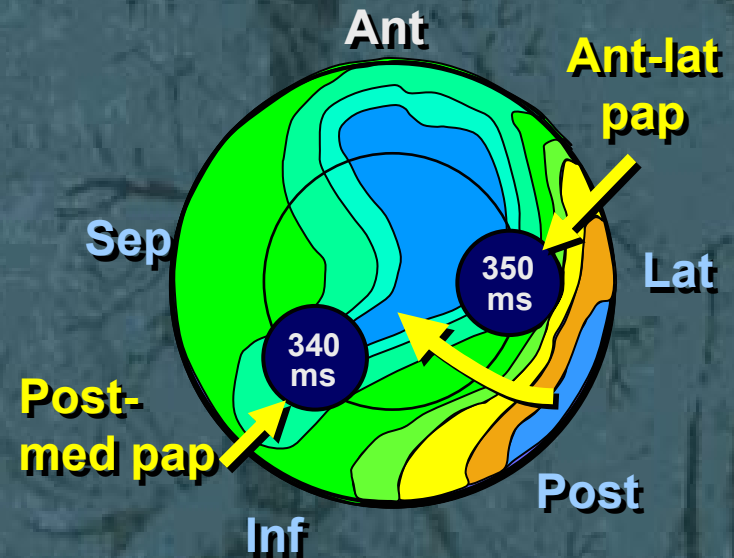 Ant
Ant-lat
pap
Sep
350
ms
Lat
340
ms
Post-
med pap
Post
Inf